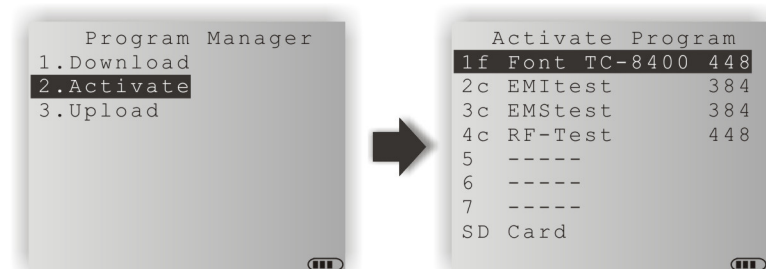 Program Manager
1.Download
2.Activate
3.Upload
Activate Program
1f Font TC-8400 448
2c EMItest 384
3c EMStest 384
4c RF-Test 448
5 -----
6 -----
7 -----
SD Card